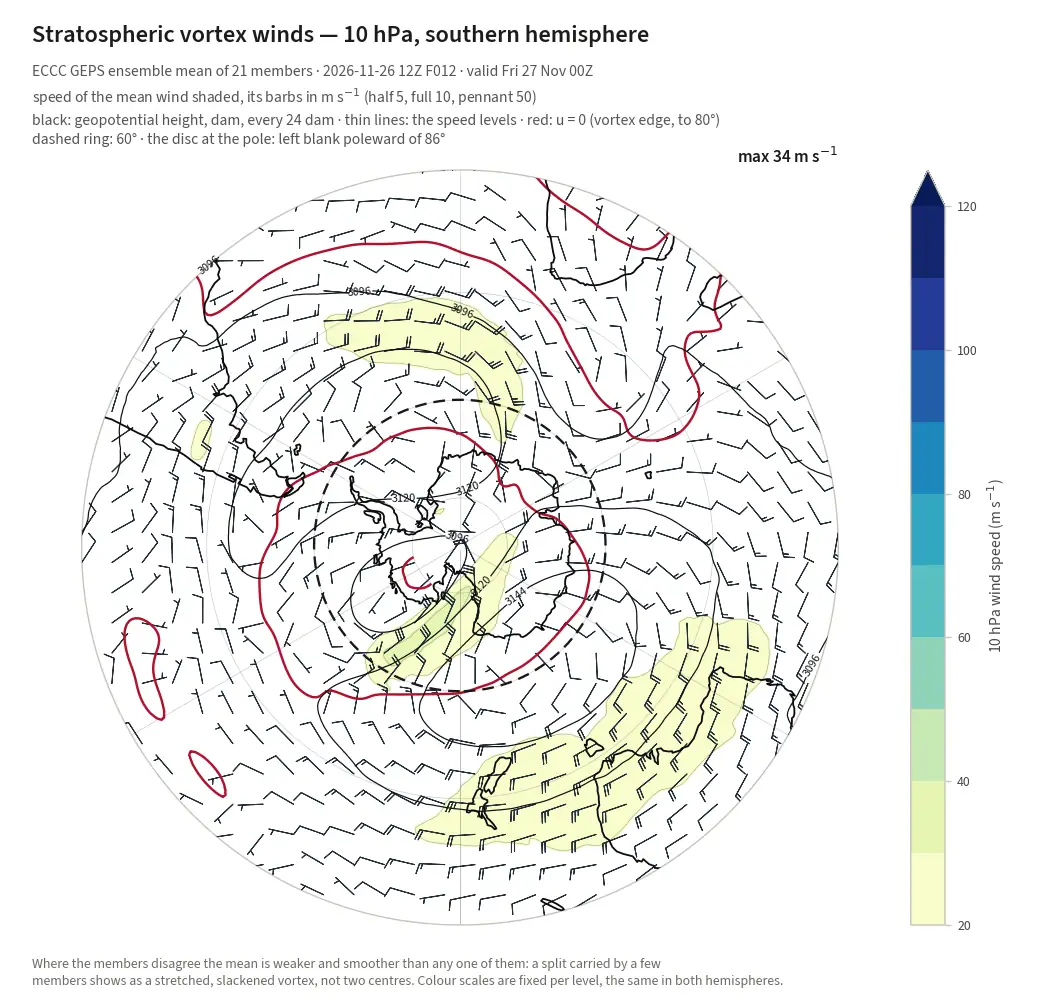 Stratospheric vortex winds — 10 hPa, southern hemisphere
ECCC GEPS ensemble mean of 21 members · 2026-11-26 12Z F012 · valid Fri 27 Nov 00Z
speed of the mean wind shaded, its barbs in m s⁻¹ (half 5, full 10, pennant 50)
black: geopotential height, dam, every 24 dam · thin lines: the speed levels · red: u = 0 (vortex edge, to 80°)
dashed ring: 60° · the disc at the pole: left blank poleward of 86°
max 34 m s⁻¹
120
100
80
60
40
20
10 hPa wind speed (m s⁻¹)
3096
3096
3096
3120
3120
3096
3120
3144
3096
Where the members disagree the mean is weaker and smoother than any one of them: a split carried by a few
members shows as a stretched, slackened vortex, not two centres. Colour scales are fixed per level, the same in both hemispheres.